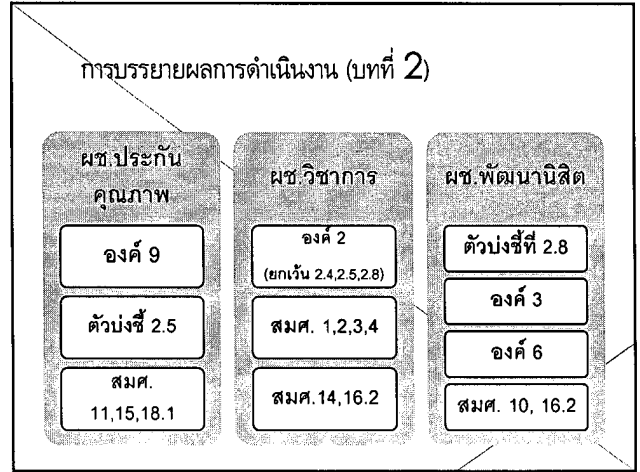 การบรรยายผลการดำเนินงาน (บทที่ 2)
ผช.ประกัน
คุณภาพ
องค์ 9
ตัวบ่งชี้ 2.5
สมศ.
11,15,18.1
ผช.วิชาการ
องค์ 2
(ยกเว้น 2.4,2.5,2.8)
สมศ. 1,2,3,4
สมศ.14,16.2
ผช.พัฒนานิสิต
ตัวบ่งชี้ที่ 2.8
องค์ 3
องค์ 6
สมศ. 10, 16.2